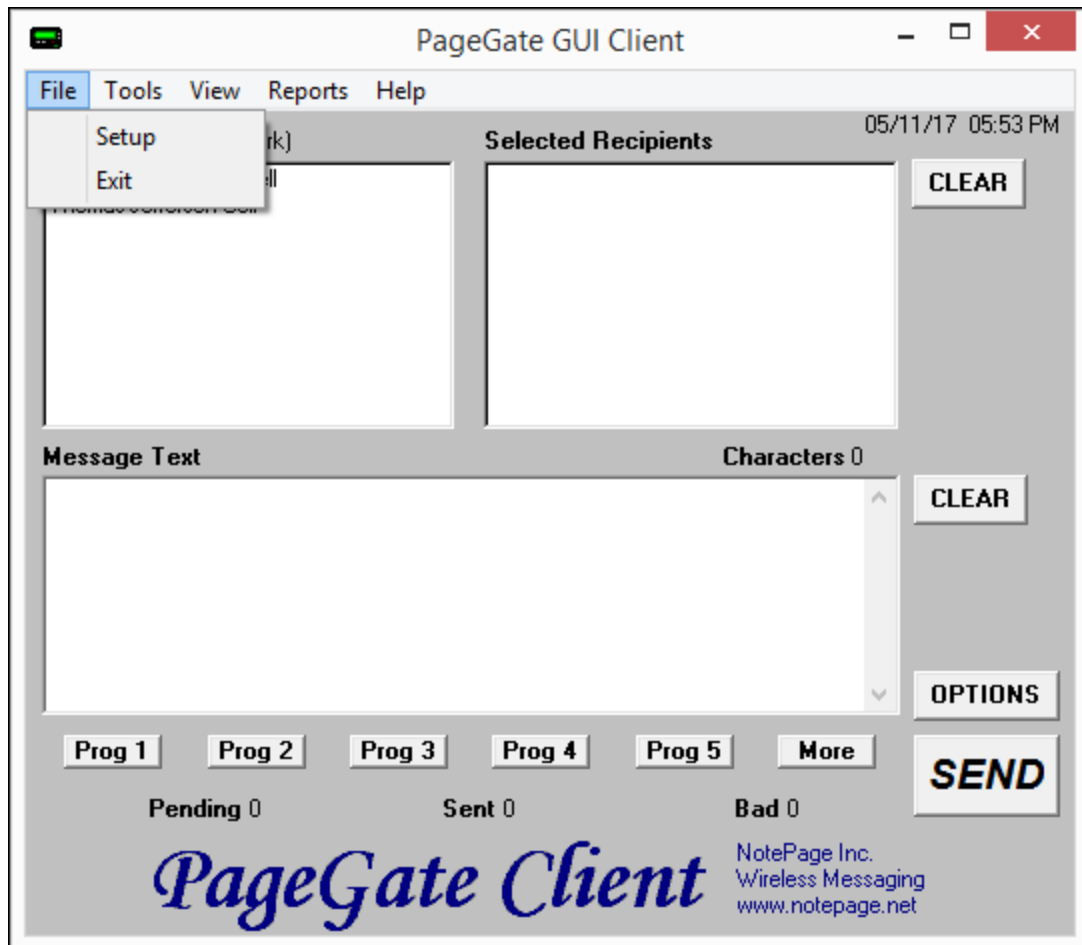 PageGate GUI Client
File Tools View Reports Help
Setup
Exit
05/11/17 05:53 PM
rk)
Selected Recipients
CLEAR
ell
Message Text
Characters 0
CLEAR
OPTIONS
Prog 1 Prog 2 Prog 3 Prog 4 Prog 5 More
SEND
Pending 0 Sent 0 Bad 0
PageGate Client
NotePage Inc.
Wireless Messaging
www.notepage.net